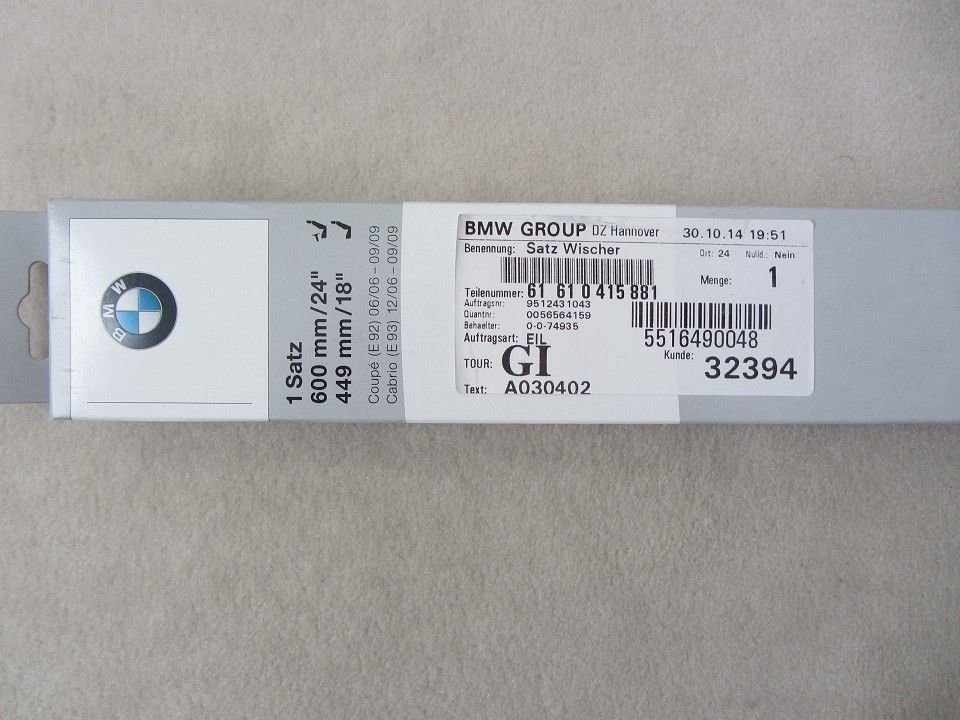 BMW
1 Satz
600 mm/24"
449 mm/18"
Coupé (E92) 06/06 - 09/09
Cabrio (E93) 12/06 - 09/09
BMW GROUP DZ Hannover 30.10.14 19:51
Benennung: Satz Wischer Ort: 24 Nulld.: Nein
Menge: 1
Teilenummer: 61 61 0 415 881
Auftragsnr: 9512431043
Quantnr: 0056564159
Behaelter: 0-0-74935
5516490048
Auftragsart: EIL
Kunde: 32394
TOUR: GI
Text: A030402